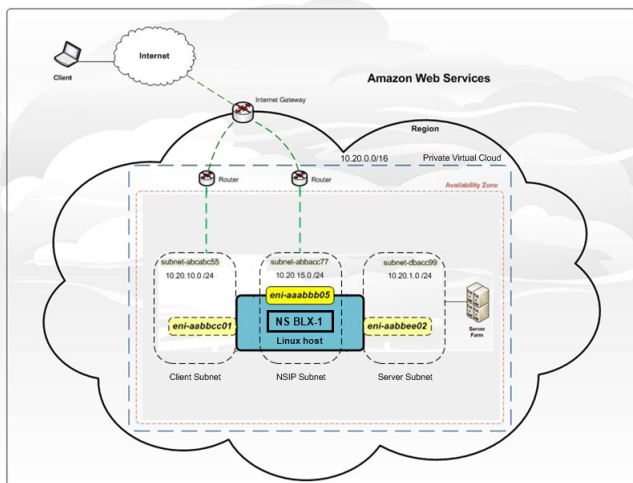 Internet
Client
Amazon Web Services
Internet Gateway
Region
10.20.0.0/16 Private Virtual Cloud
Router
Router
Availability Zone
subnet-abcabc55
10.20.10.0 /24
subnet-abbacc77
10.20.15.0 /24
subnet-dbacc99
10.20.1.0 /24
eni-aaabbb05
eni-aabbcc01
NS BLX-1
eni-aabbee02
Linux host
Server
Farm
Client Subnet
NSIP Subnet
Server Subnet